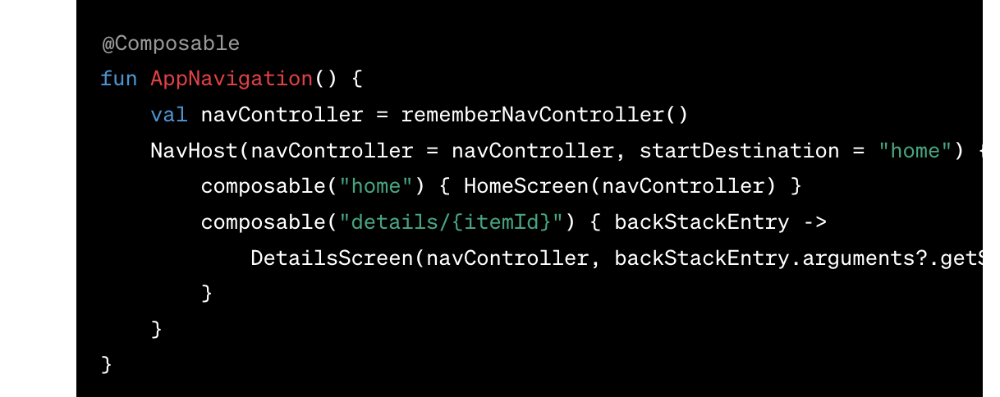 @Composable
fun AppNavigation() {
    val navController = rememberNavController()
    NavHost(navController = navController, startDestination = "home") {
        composable("home") { HomeScreen(navController) }
        composable("details/{itemId}") { backStackEntry ->
            DetailsScreen(navController, backStackEntry.arguments?.getS
        }
    }
}